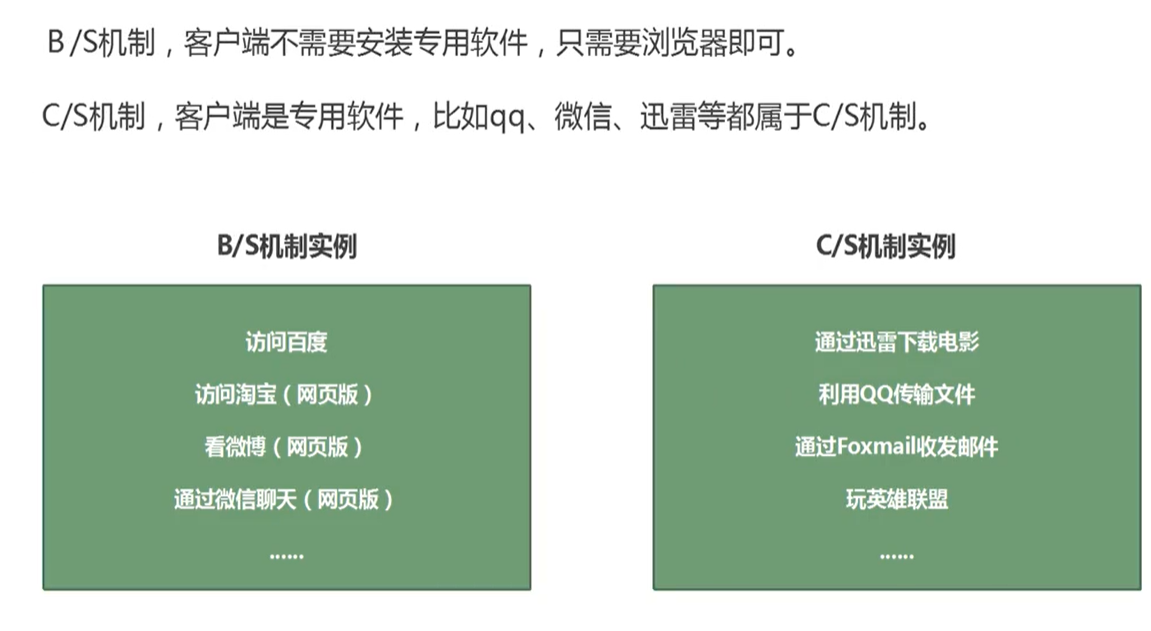 B/S机制，客户端不需要安装专用软件，只需要浏览器即可。
C/S机制，客户端是专用软件，比如qq、微信、迅雷等都属于C/S机制。
B/S机制实例
访问百度
访问淘宝（网页版）
看微博（网页版）
通过微信聊天（网页版）
……
C/S机制实例
通过迅雷下载电影
利用QQ传输文件
通过Foxmail收发邮件
玩英雄联盟
……